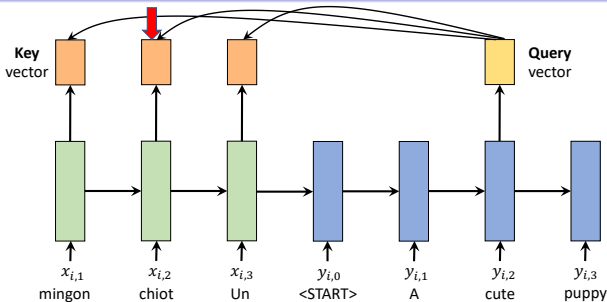 Key
vector
Query
vector
x_{i,1} x_{i,2} x_{i,3} y_{i,0} y_{i,1} y_{i,2} y_{i,3}
mingon chiot Un <START> A cute puppy